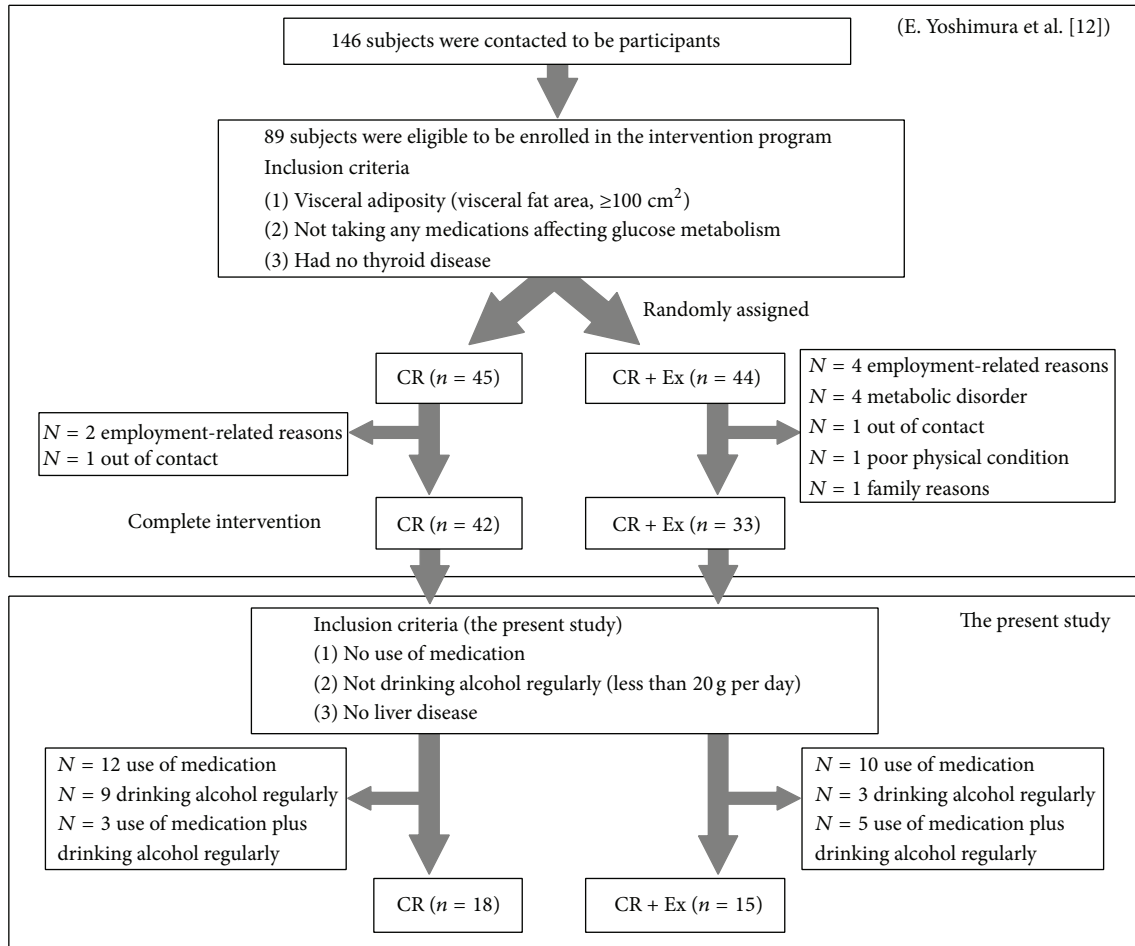 (E. Yoshimura et al. [12])
146 subjects were contacted to be participants
89 subjects were eligible to be enrolled in the intervention program
Inclusion criteria
(1) Visceral adiposity (visceral fat area, ≥100 cm²)
(2) Not taking any medications affecting glucose metabolism
(3) Had no thyroid disease
Randomly assigned
CR (n = 45)
CR + Ex (n = 44)
N = 2 employment-related reasons
N = 1 out of contact
N = 4 employment-related reasons
N = 4 metabolic disorder
N = 1 out of contact
N = 1 poor physical condition
N = 1 family reasons
Complete intervention
CR (n = 42)
CR + Ex (n = 33)
The present study
Inclusion criteria (the present study)
(1) No use of medication
(2) Not drinking alcohol regularly (less than 20 g per day)
(3) No liver disease
N = 12 use of medication
N = 9 drinking alcohol regularly
N = 3 use of medication plus
drinking alcohol regularly
N = 10 use of medication
N = 3 drinking alcohol regularly
N = 5 use of medication plus
drinking alcohol regularly
CR (n = 18)
CR + Ex (n = 15)